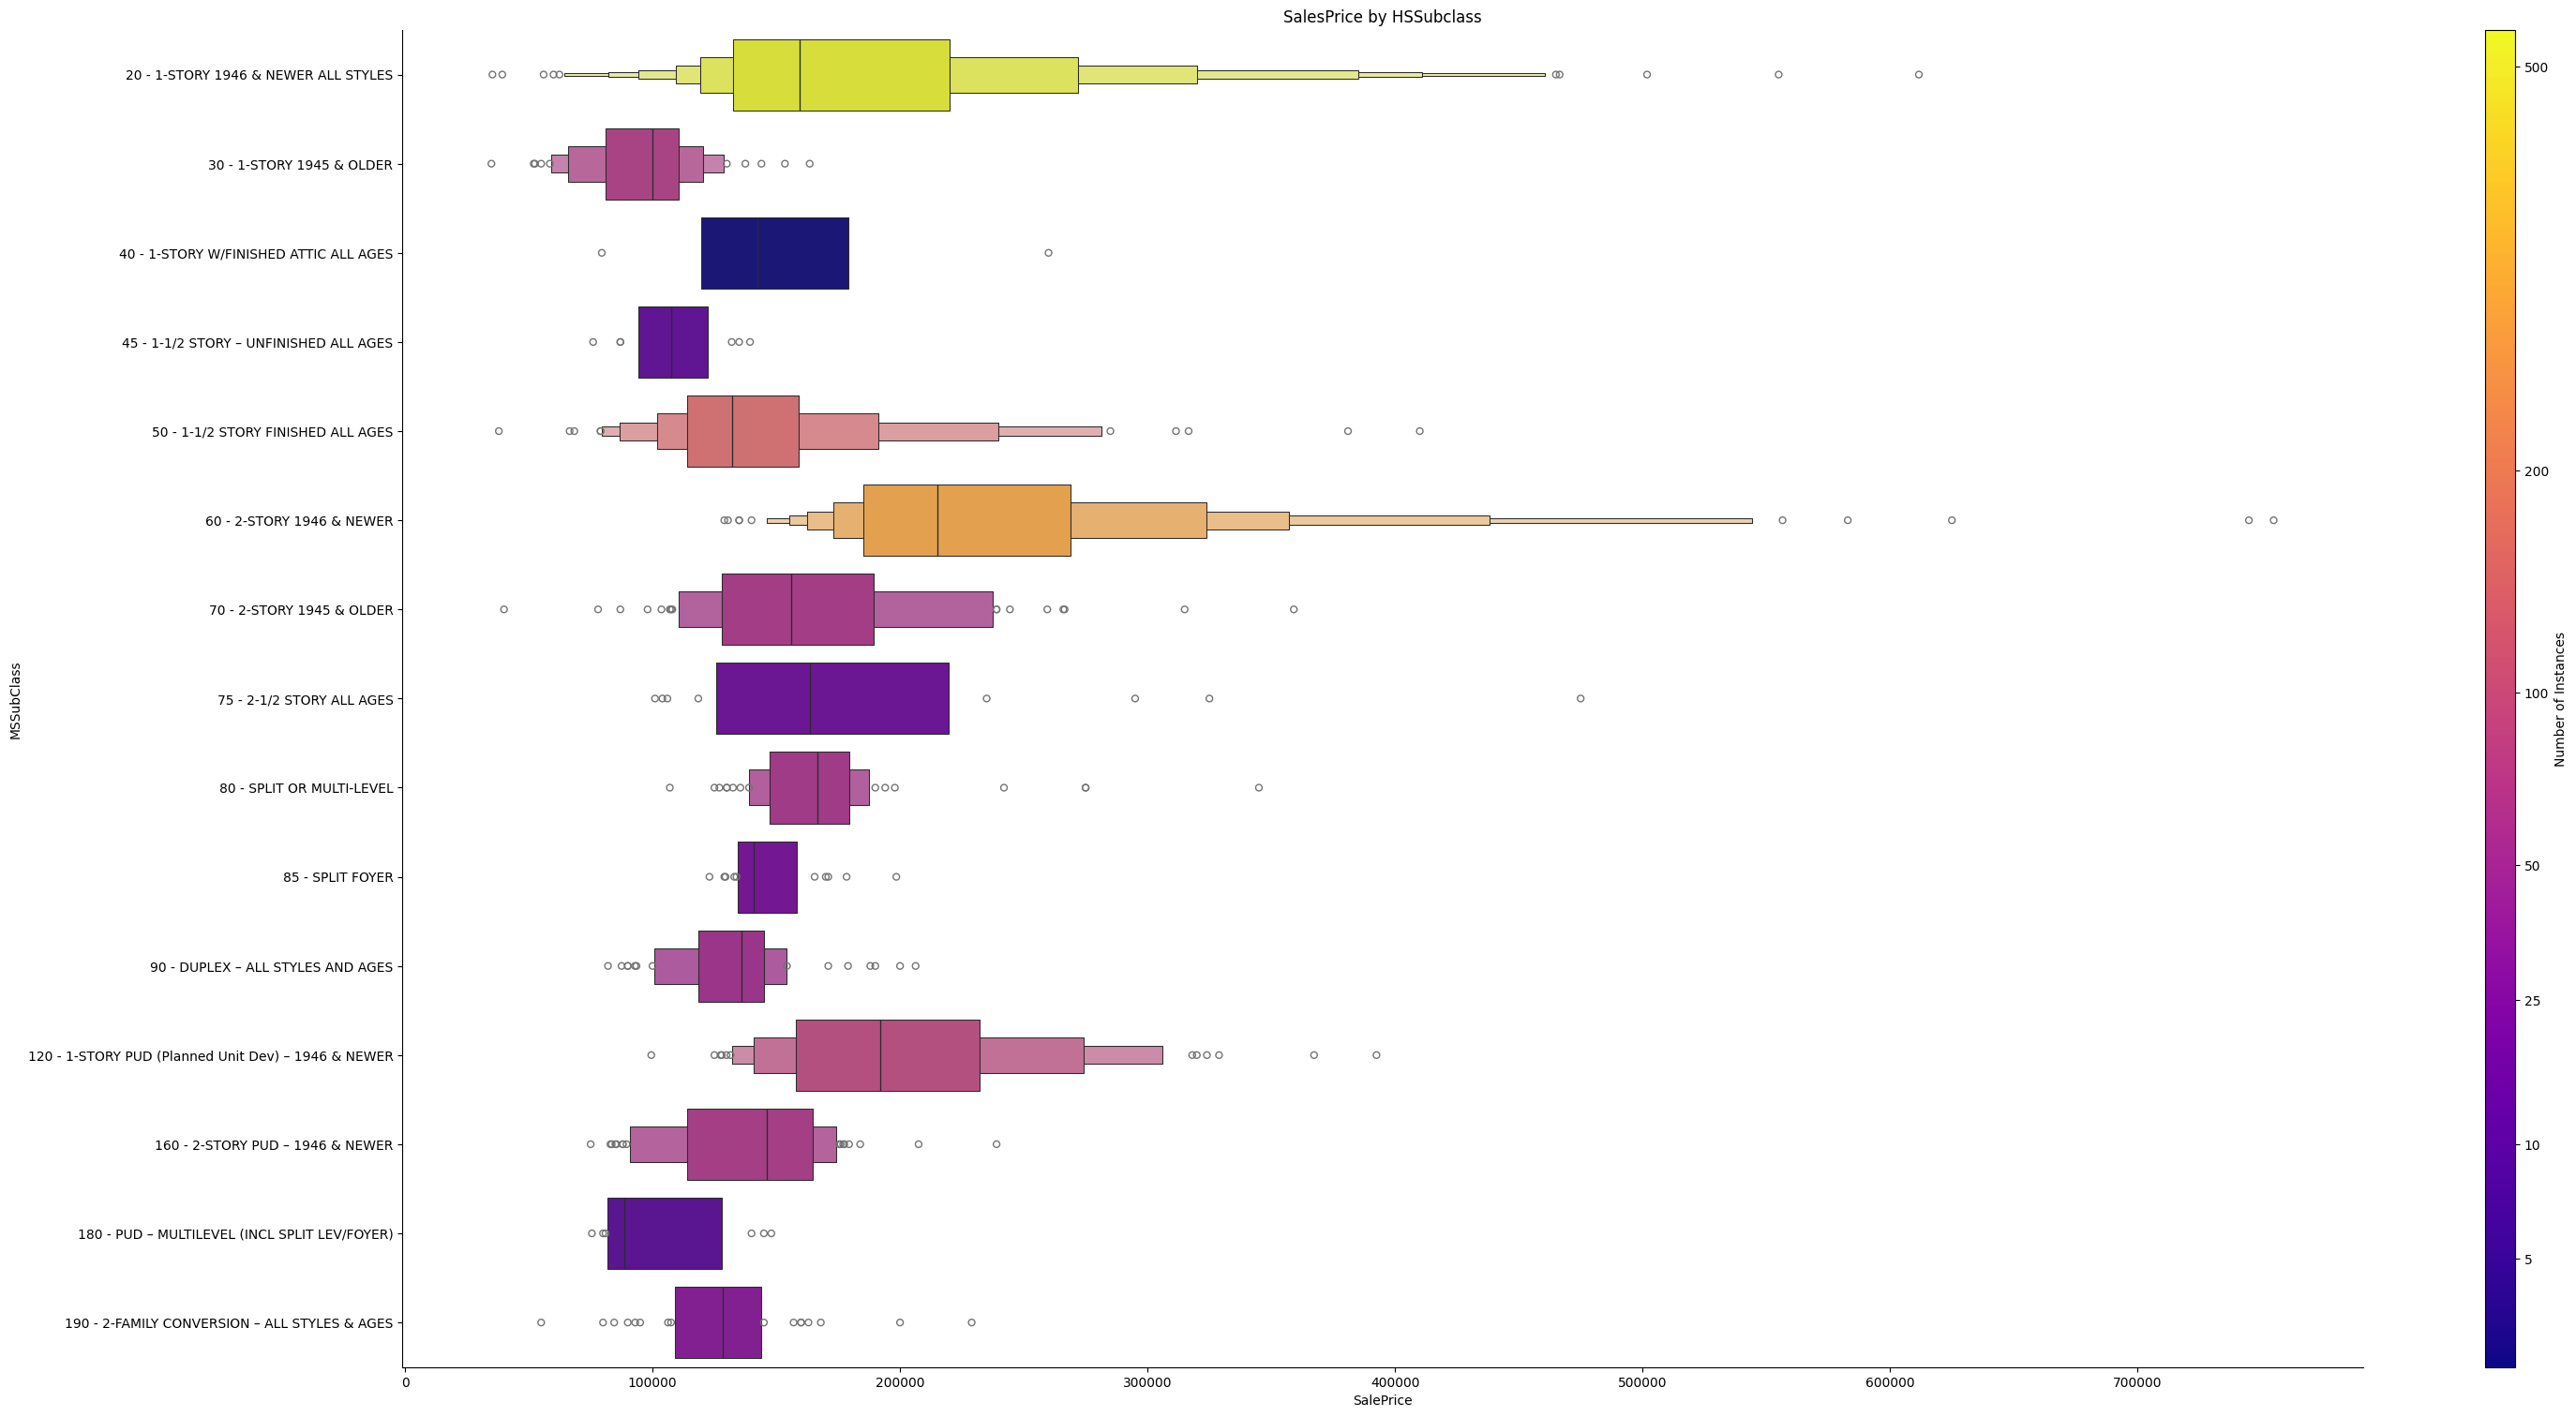 SalesPrice by HSSubclass
MSSubClass
20 - 1-STORY 1946 & NEWER ALL STYLES
30 - 1-STORY 1945 & OLDER
40 - 1-STORY W/FINISHED ATTIC ALL AGES
45 - 1-1/2 STORY – UNFINISHED ALL AGES
50 - 1-1/2 STORY FINISHED ALL AGES
60 - 2-STORY 1946 & NEWER
70 - 2-STORY 1945 & OLDER
75 - 2-1/2 STORY ALL AGES
80 - SPLIT OR MULTI-LEVEL
85 - SPLIT FOYER
90 - DUPLEX – ALL STYLES AND AGES
120 - 1-STORY PUD (Planned Unit Dev) – 1946 & NEWER
160 - 2-STORY PUD – 1946 & NEWER
180 - PUD – MULTILEVEL (INCL SPLIT LEV/FOYER)
190 - 2-FAMILY CONVERSION – ALL STYLES & AGES
0 100000 200000 300000 400000 500000 600000 700000
SalePrice
500
200
100
50
25
10
5
Number of Instances